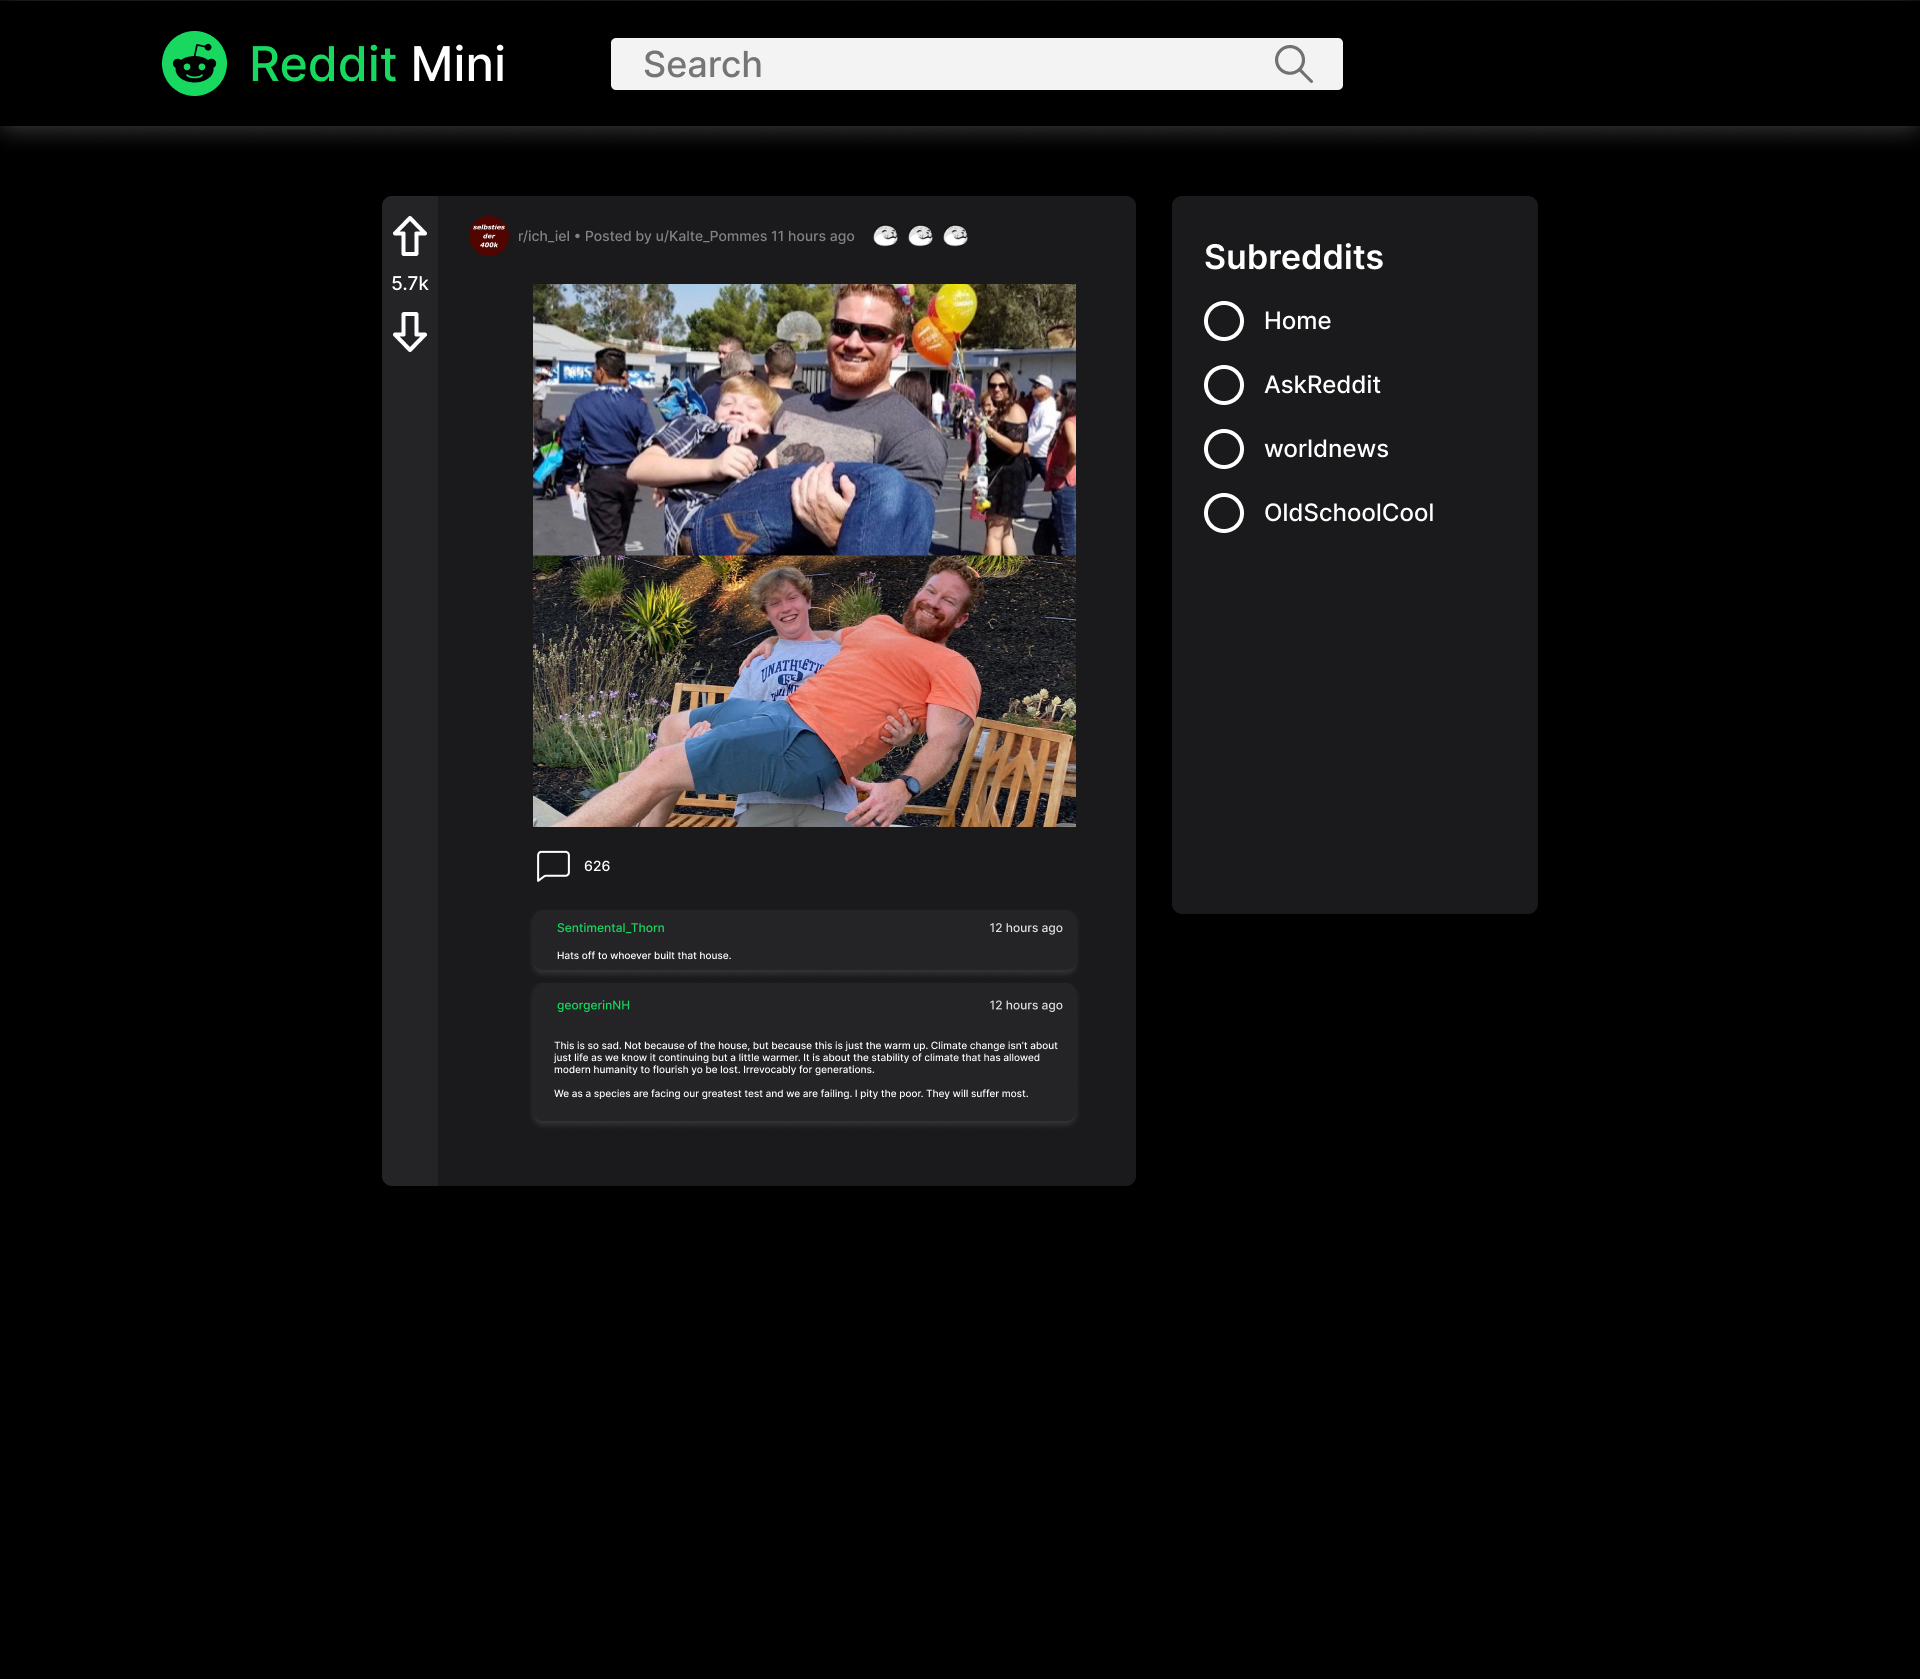 Reddit Mini
Search
selbsties
der
400k
r/ich_iel • Posted by u/Kalte_Pommes 11 hours ago
5.7k
UNATHLETIC
626
Sentimental_Thorn
12 hours ago
Hats off to whoever built that house.
georgerinNH
12 hours ago
This is so sad. Not because of the house, but because this is just the warm up. Climate change isn't about
just life as we know it continuing but a little warmer. It is about the stability of climate that has allowed
modern humanity to flourish yo be lost. Irrevocably for generations.
We as a species are facing our greatest test and we are failing. I pity the poor. They will suffer most.
Subreddits
Home
AskReddit
worldnews
OldSchoolCool